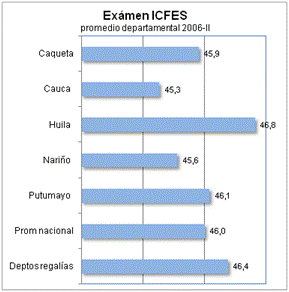 Exámen ICFES
promedio departamental 2006-II
Caqueta 45,9
Cauca 45,3
Huila 46,8
Nariño 45,6
Putumayo 46,1
Prom nacional 46,0
Deptos regalías 46,4